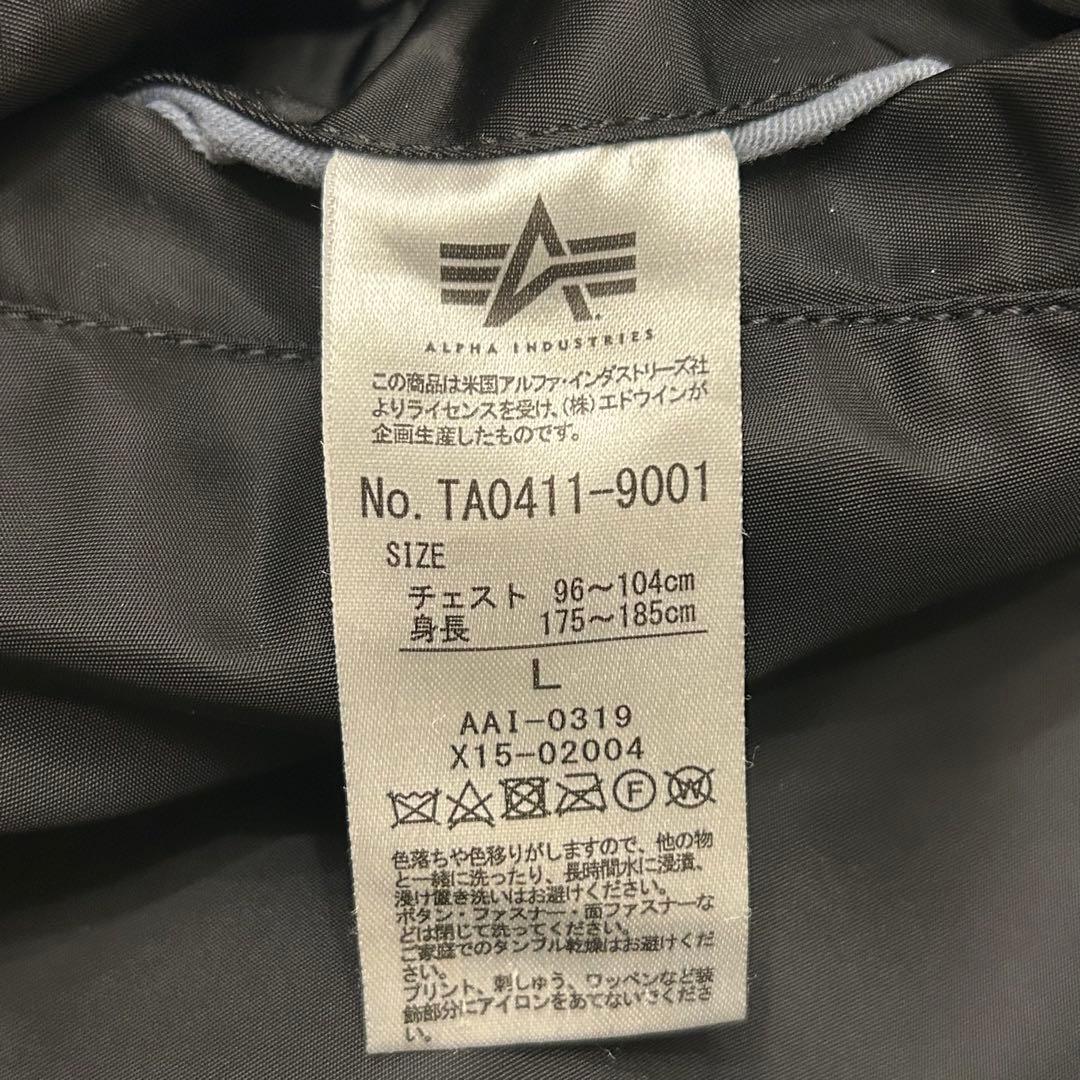 ALPHA INDUSTRIES
この商品は米国アルファ・インダストリーズ社
よりライセンスを受け、(株)エドウインが
企画生産したものです。
No. TA0411-9001
SIZE
チェスト 96～104cm
身長 175～185cm
L
AAI-0319
X15-02004
F W
色落ちや色移りがしますので、他の物
と一緒に洗ったり、長時間水に浸漬、
浸け置き洗いはお避けください。
ボタン・ファスナー・面ファスナーな
どは閉じて洗ってください。
ご家庭でのタンブル乾燥はお避けくだ
さい。
プリント、刺しゅう、ワッペンなど装
飾部分にアイロンをあてないでくださ
い。